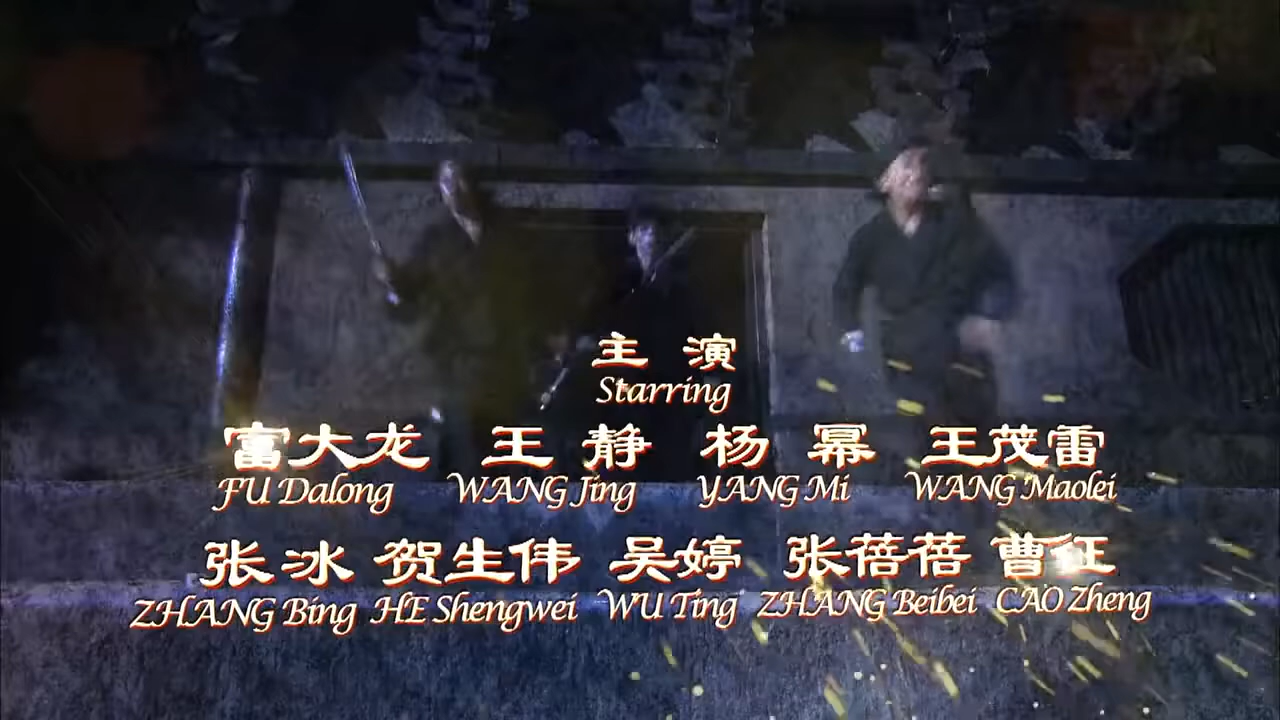 主 演
Starring
富大龙 王 静 杨 幂 王茂雷
FU Dalong WANG Jing YANG Mi WANG Maolei
张 冰 贺生伟 吴婷 张蓓蓓 曹征
ZHANG Bing HE Shengwei WU Ting ZHANG Beibei CAO Zheng